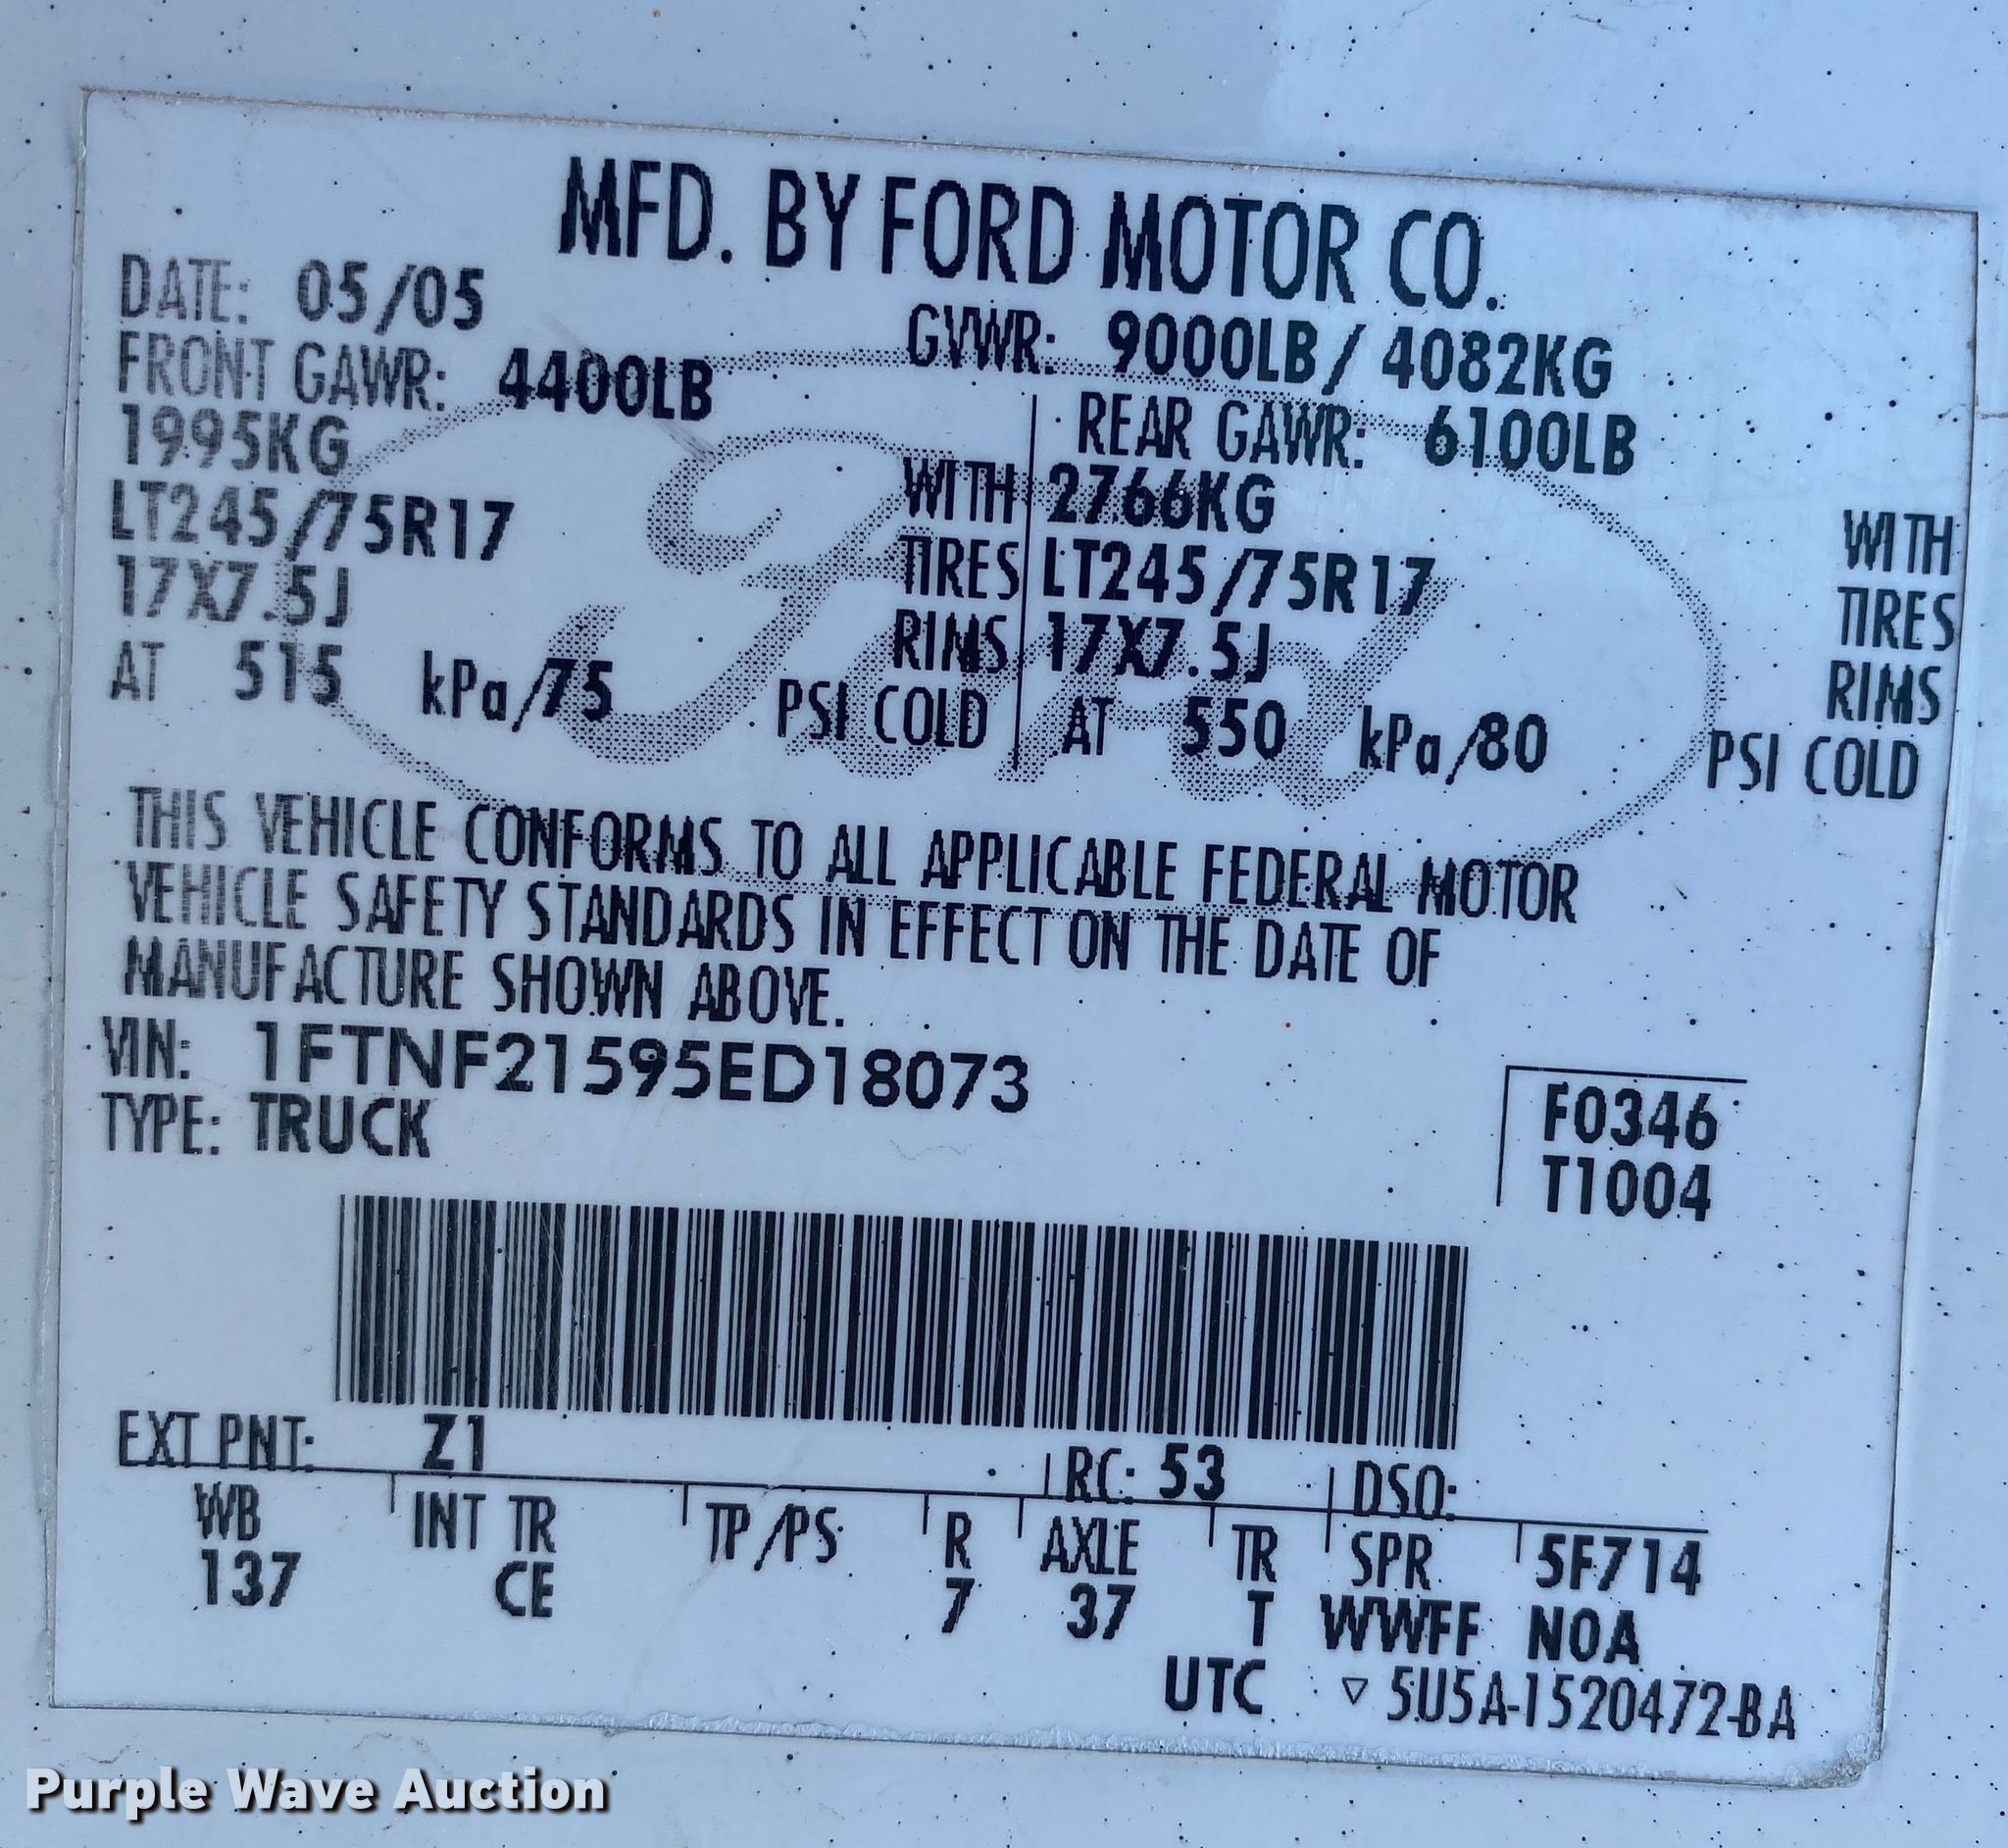 MFD. BY FORD MOTOR CO.
DATE: 05/05 GVWR: 9000LB / 4082KG
FRONT GAWR: 4400LB REAR GAWR: 6100LB
1995KG WITH 2766KG WITH
LT245/75R17 TIRES LT245/75R17 TIRES
17X7.5J RIMS 17X7.5J RIMS
AT 515 kPa/75 PSI COLD AT 550 kPa/80 PSI COLD
Ford
THIS VEHICLE CONFORMS TO ALL APPLICABLE FEDERAL MOTOR
VEHICLE SAFETY STANDARDS IN EFFECT ON THE DATE OF
MANUFACTURE SHOWN ABOVE.
VIN: 1FTNF21595ED18073
TYPE: TRUCK
F0346
T1004
EXT PNT: Z1 RC: 53 DSO:
WB INT TR TP/PS R AXLE TR SPR 5F714
137 CE 7 37 T WWFF NOA
UTC ▽ 5U5A-1520472-BA
Purple Wave Auction